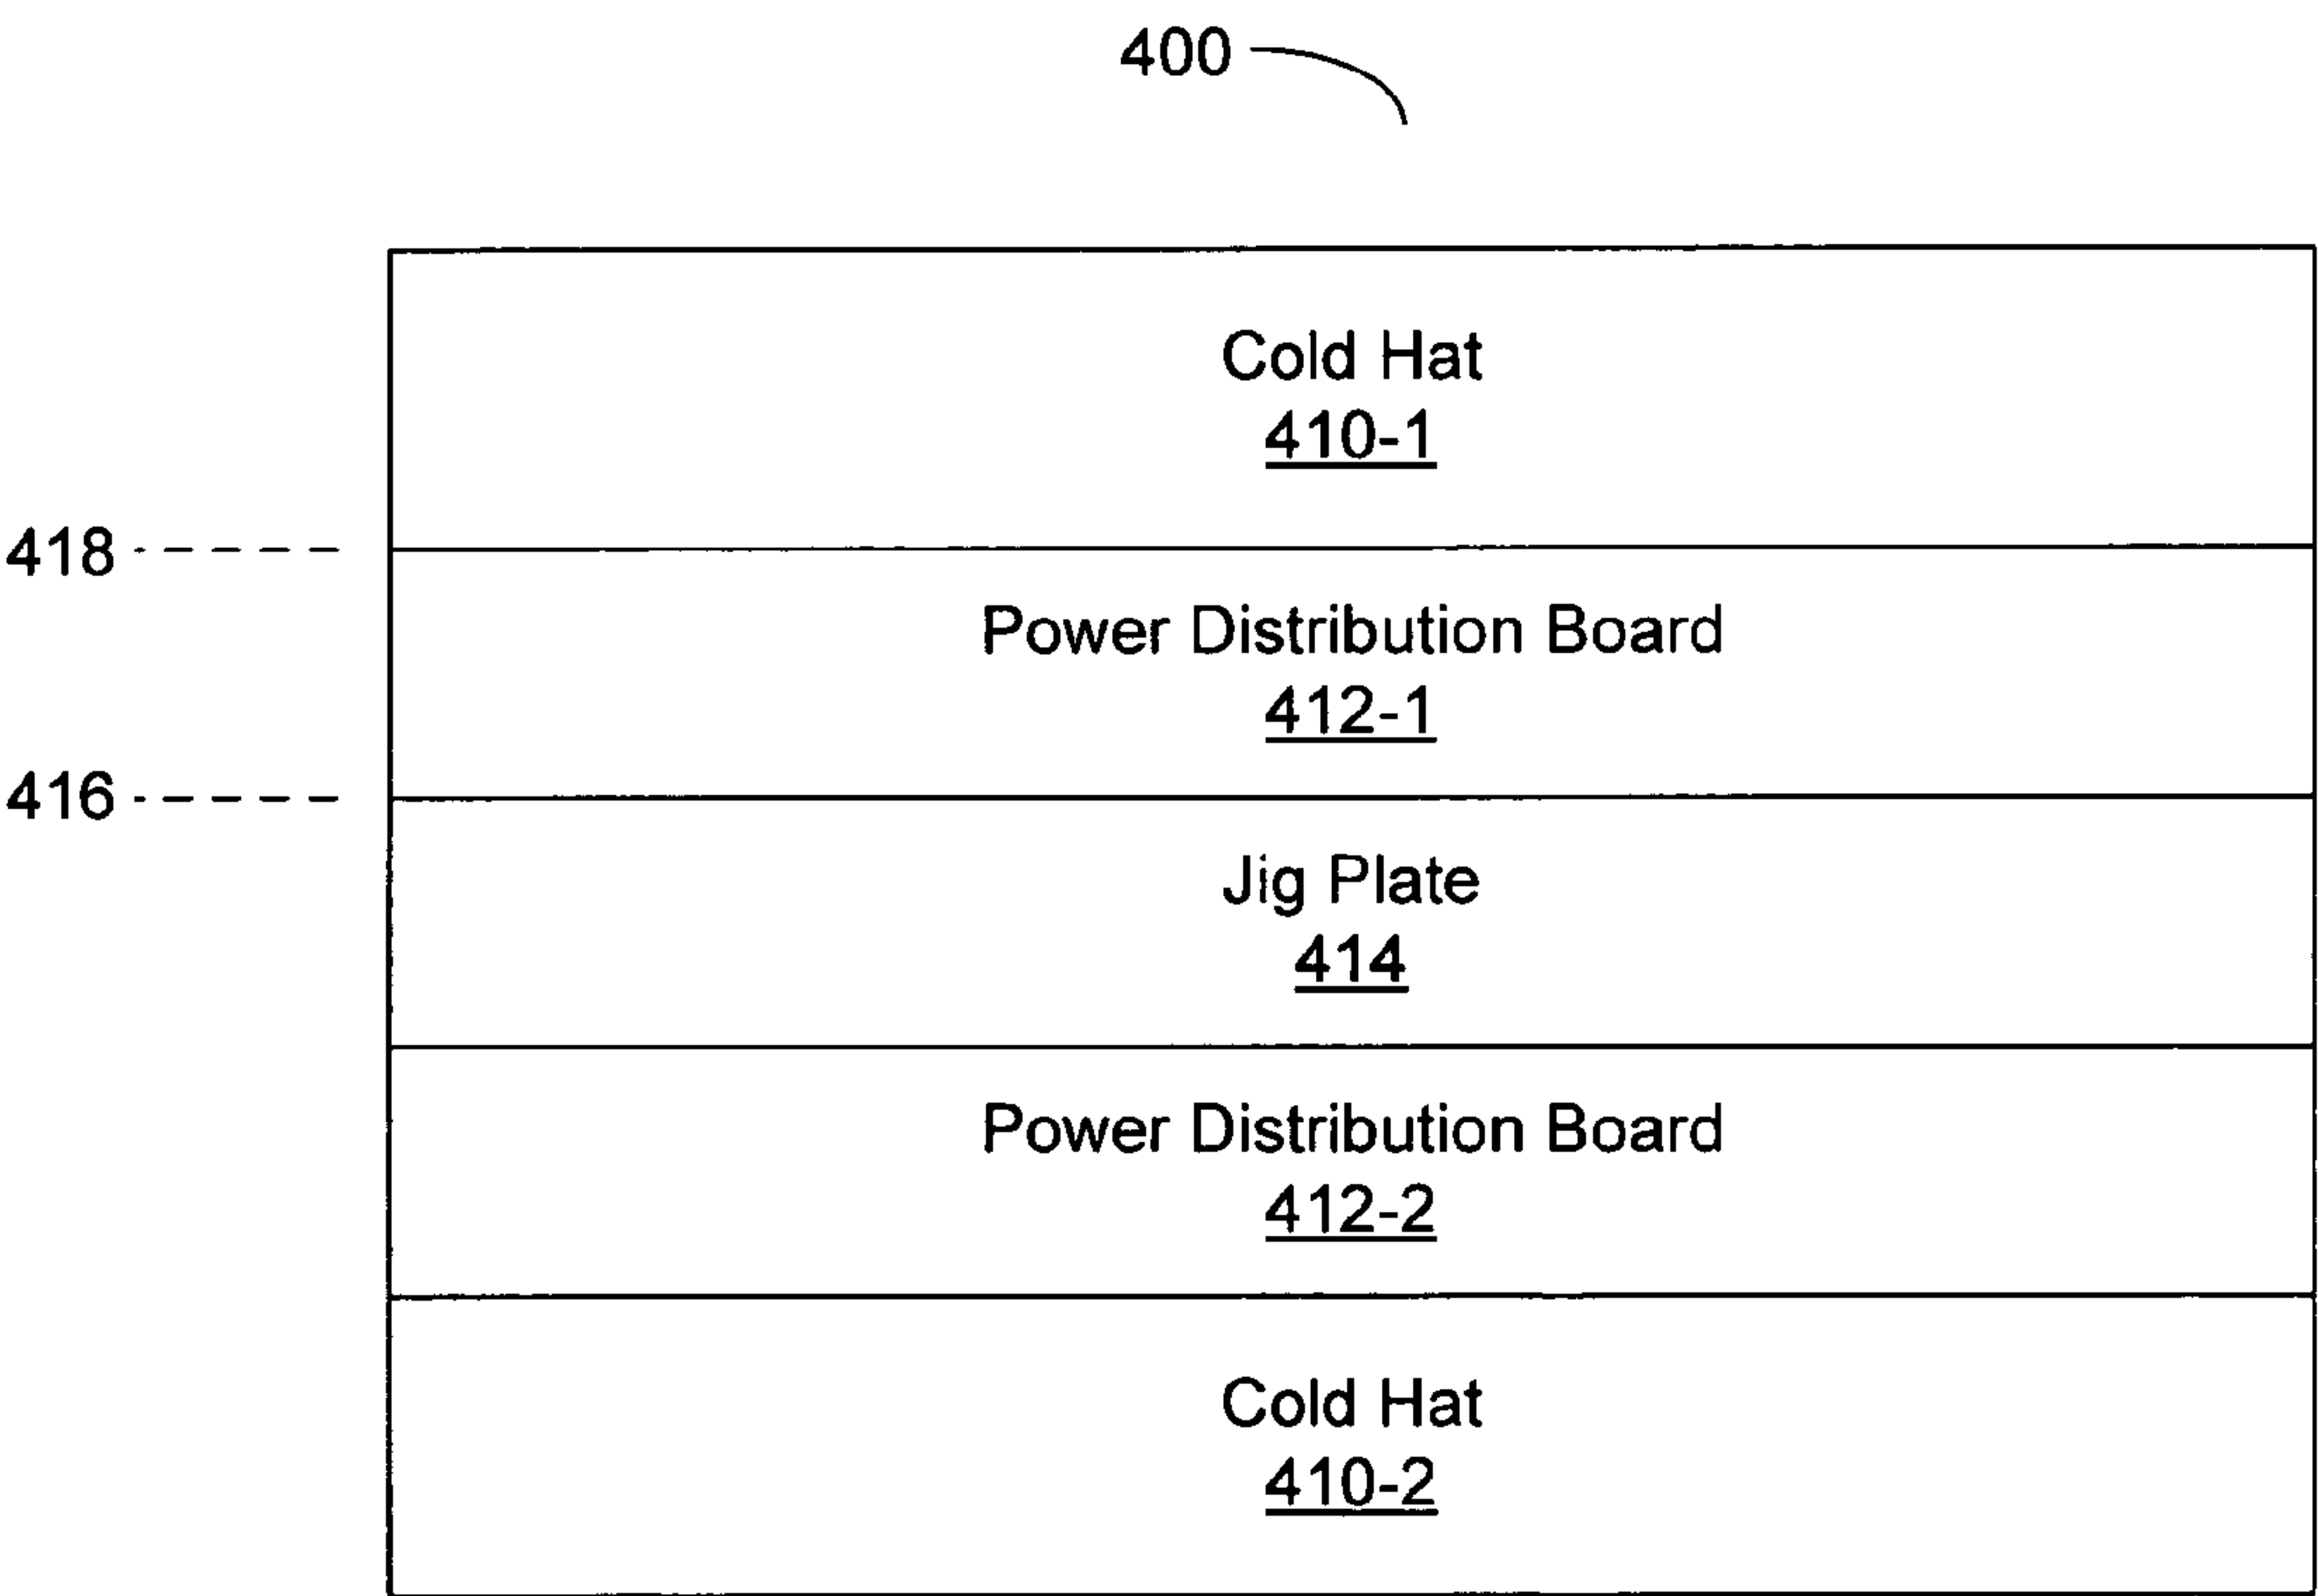 400
Cold Hat
410-1
418
Power Distribution Board
412-1
416
Jig Plate
414
Power Distribution Board
412-2
Cold Hat
410-2